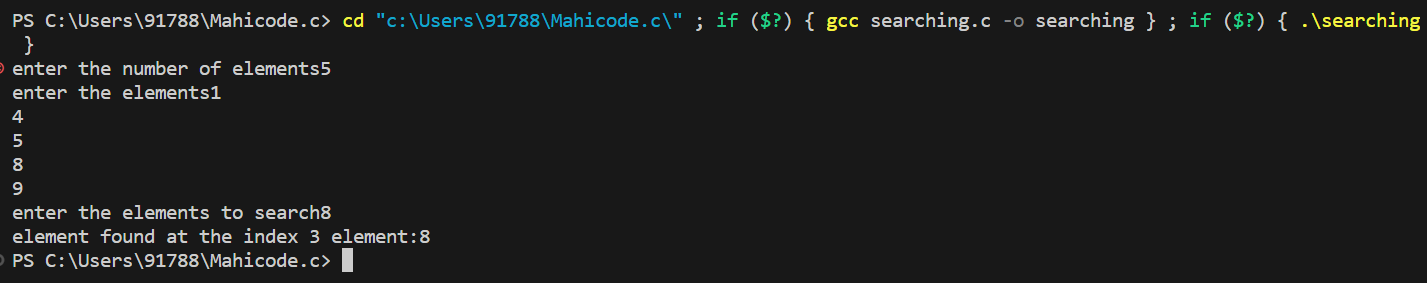 PS C:\Users\91788\Mahicode.c> cd "c:\Users\91788\Mahicode.c\" ; if ($?) { gcc searching.c -o searching } ; if ($?) { .\searching
 }
enter the number of elements5
enter the elements1
4
5
8
9
enter the elements to search8
element found at the index 3 element:8
PS C:\Users\91788\Mahicode.c>